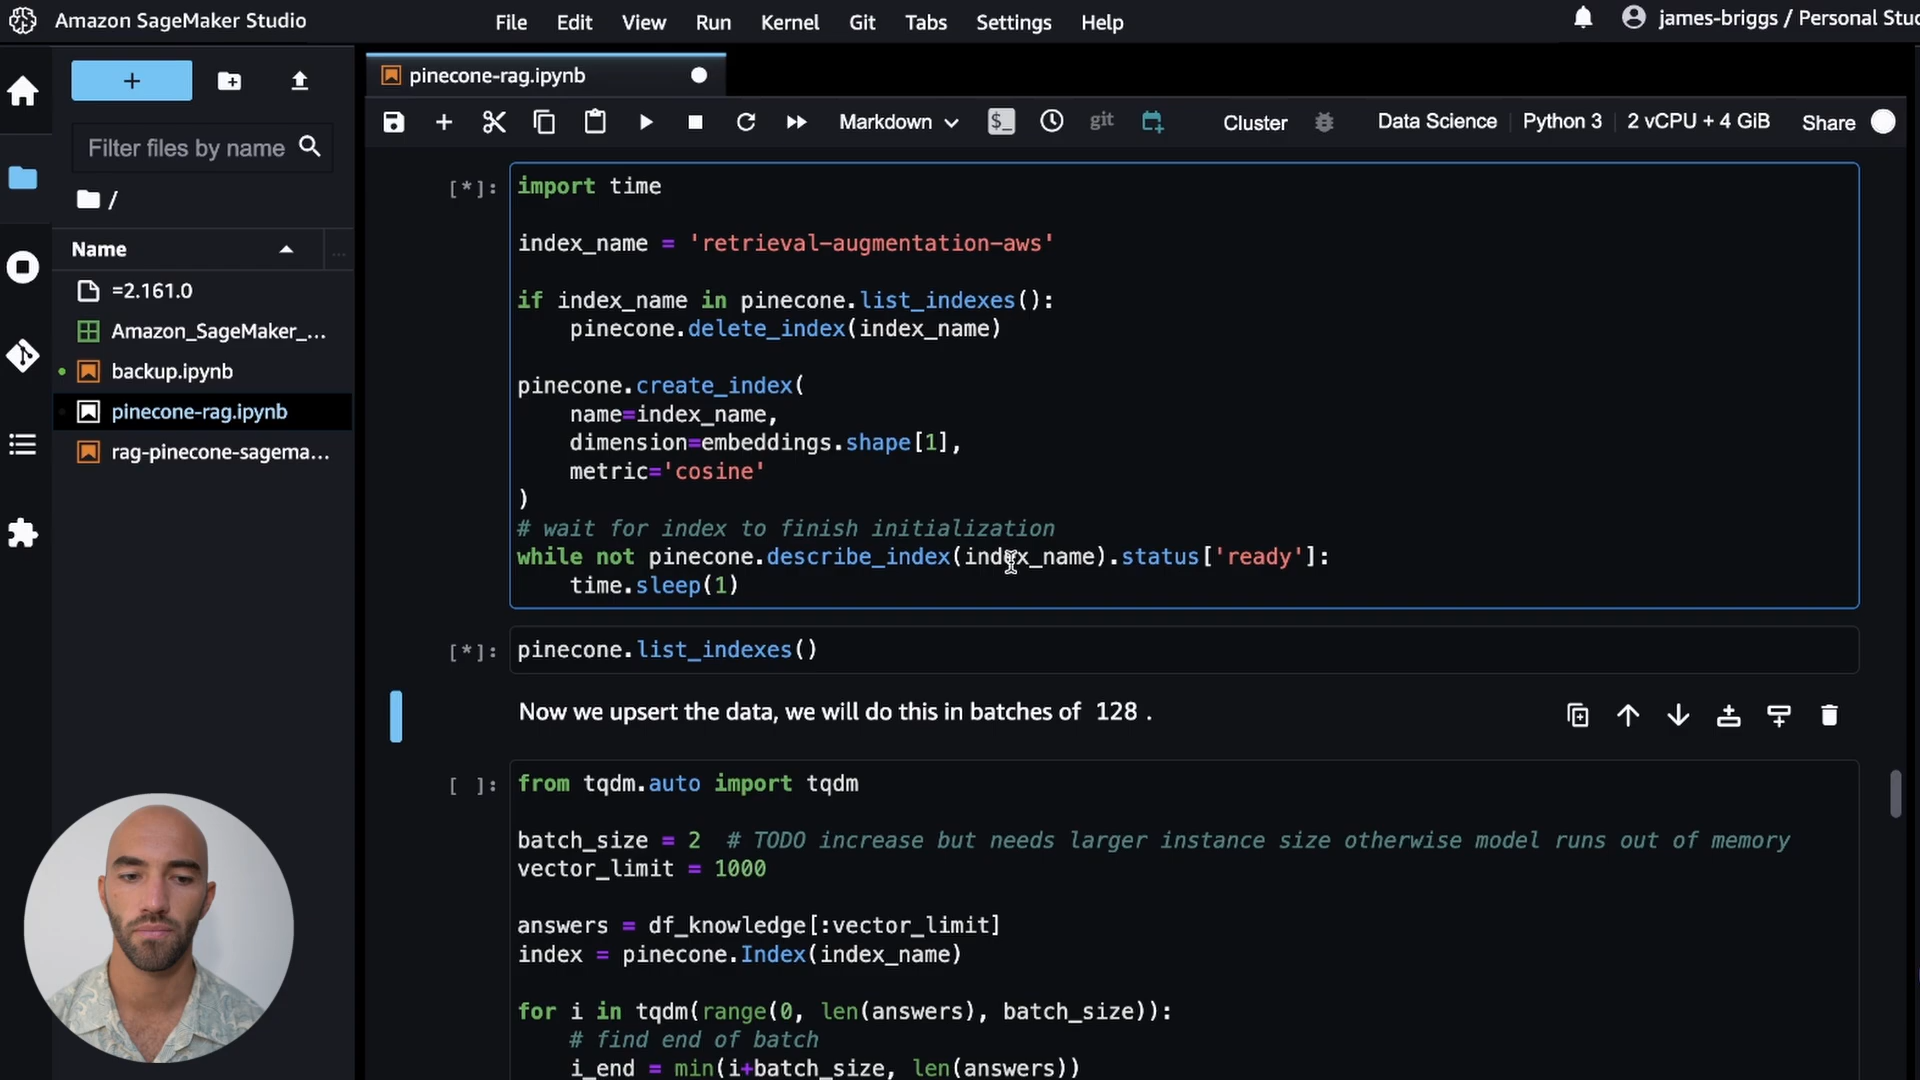 Amazon SageMaker Studio
File Edit View Run Kernel Git Tabs Settings Help
james-briggs / Personal Stu
+
Filter files by name
/
Name
...
=2.161.0
Amazon_SageMaker_...
backup.ipynb
pinecone-rag.ipynb
rag-pinecone-sagema...
pinecone-rag.ipynb
Markdown $_ git Cluster Data Science Python 3 2 vCPU + 4 GiB Share
[*]: import time
index_name = 'retrieval-augmentation-aws'
if index_name in pinecone.list_indexes():
    pinecone.delete_index(index_name)
pinecone.create_index(
    name=index_name,
    dimension=embeddings.shape[1],
    metric='cosine'
)
# wait for index to finish initialization
while not pinecone.describe_index(index_name).status['ready']:
    time.sleep(1)
[*]: pinecone.list_indexes()
Now we upsert the data, we will do this in batches of 128 .
[ ]: from tqdm.auto import tqdm
batch_size = 2  # TODO increase but needs larger instance size otherwise model runs out of memory
vector_limit = 1000
answers = df_knowledge[:vector_limit]
index = pinecone.Index(index_name)
for i in tqdm(range(0, len(answers), batch_size)):
    # find end of batch
    i_end = min(i+batch_size, len(answers))